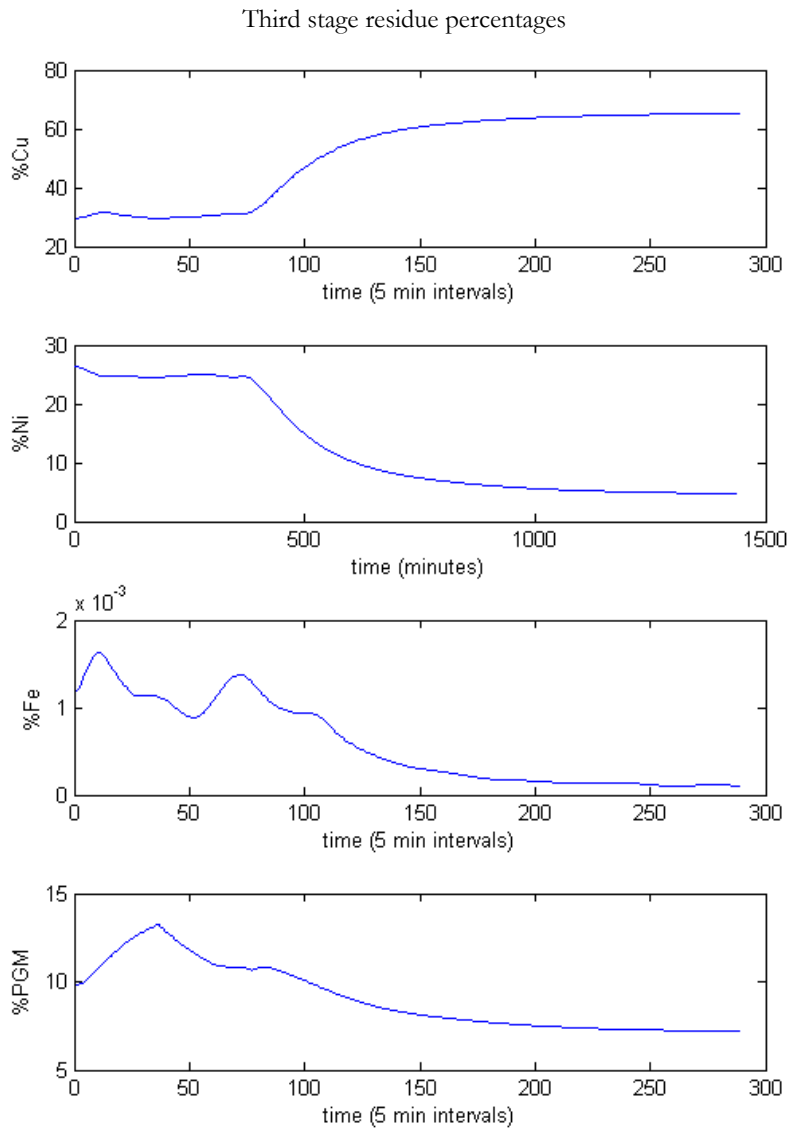 Third stage residue percentages
80
60
40
20
%Cu
0 50 100 150 200 250 300
time (5 min intervals)
30
20
10
0
%Ni
0 500 1000 1500
time (minutes)
x 10-3
2
1
0
%Fe
0 50 100 150 200 250 300
time (5 min intervals)
15
10
5
%PGM
0 50 100 150 200 250 300
time (5 min intervals)